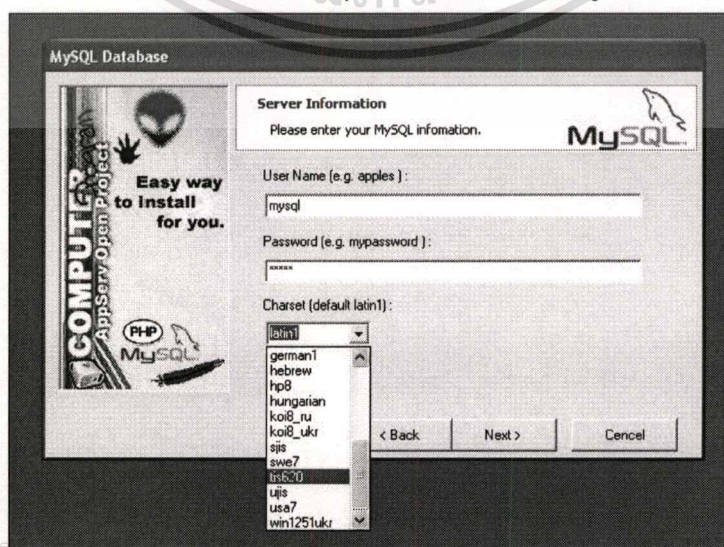 MySQL Database
Server Information
Please enter your MySQL infomation.
MySQL
COMPUTER
AppServ Open Project
Easy way
to Install
for you.
PHP
MySQL
User Name (e.g. apples ) :
mysql
Password (e.g. mypassword ) :
*****
Charset (default latin1) :
latin1
german1
hebrew
hp8
hungarian
koi8_ru
koi8_ukr
sjis
swe7
tis620
ujis
usa7
win1251ukr
< Back
Next >
Cencel